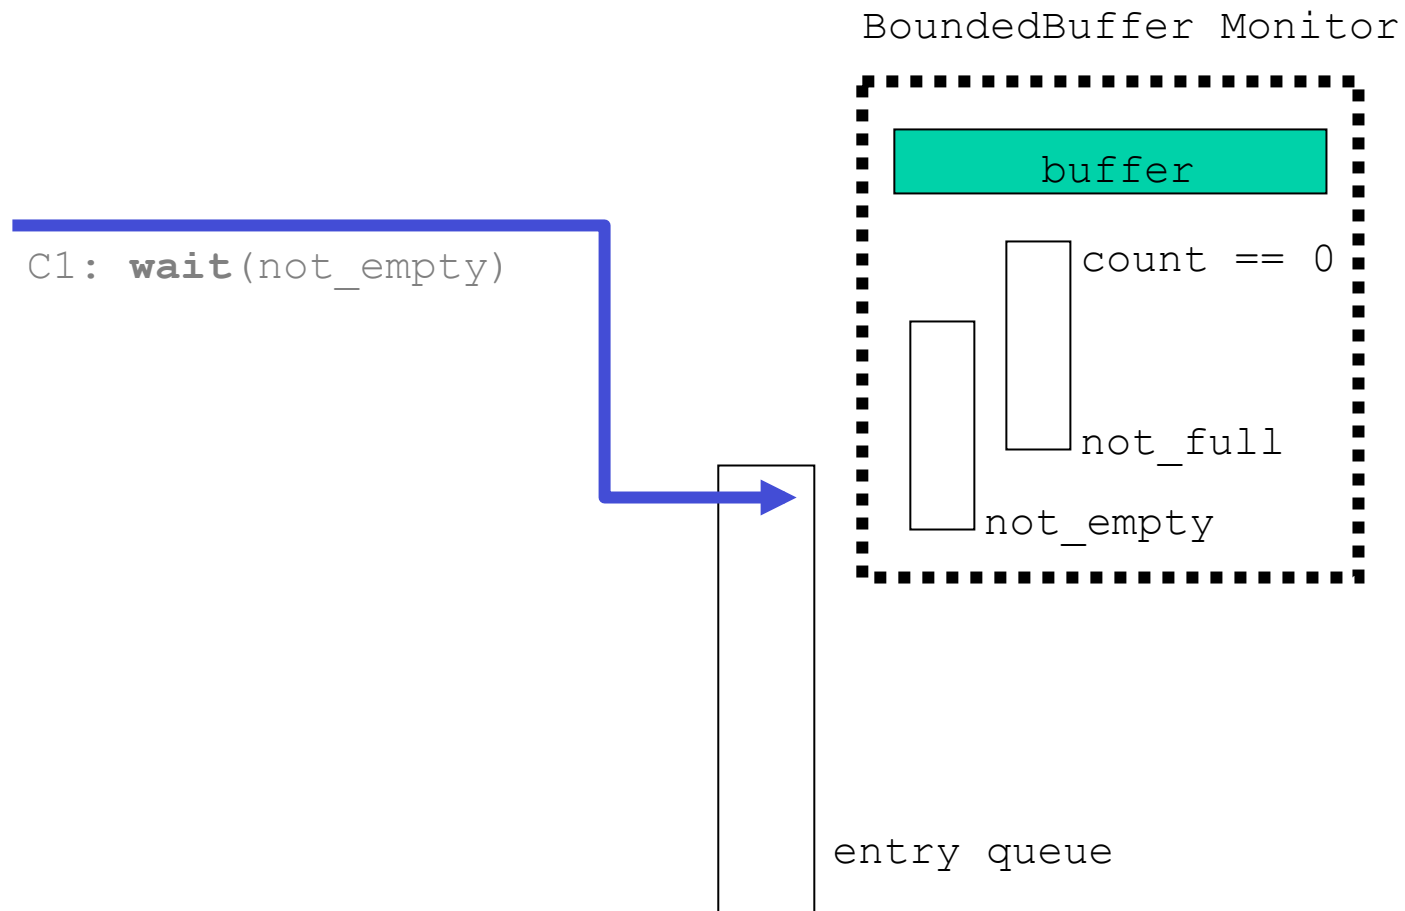 BoundedBuffer Monitor
buffer
C1: wait(not_empty)
count == 0
not_full
not_empty
entry queue